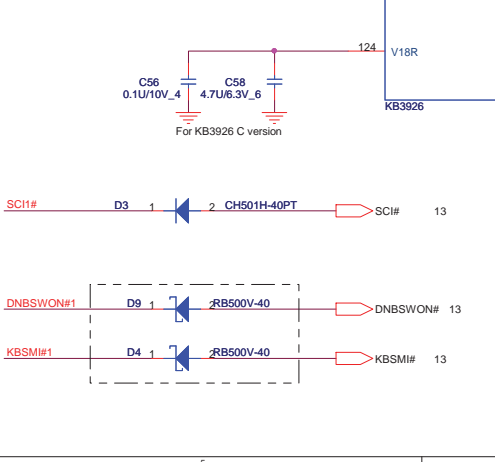 124 V18R
C56 C58
0.1U/10V_4 4.7U/6.3V_6
KB3926
For KB3926 C version
SCI1# D3 1 2 CH501H-40PT SCI# 13
DNBSWON#1 D9 1 2 RB500V-40 DNBSWON# 13
KBSMI#1 D4 1 2 RB500V-40 KBSMI# 13